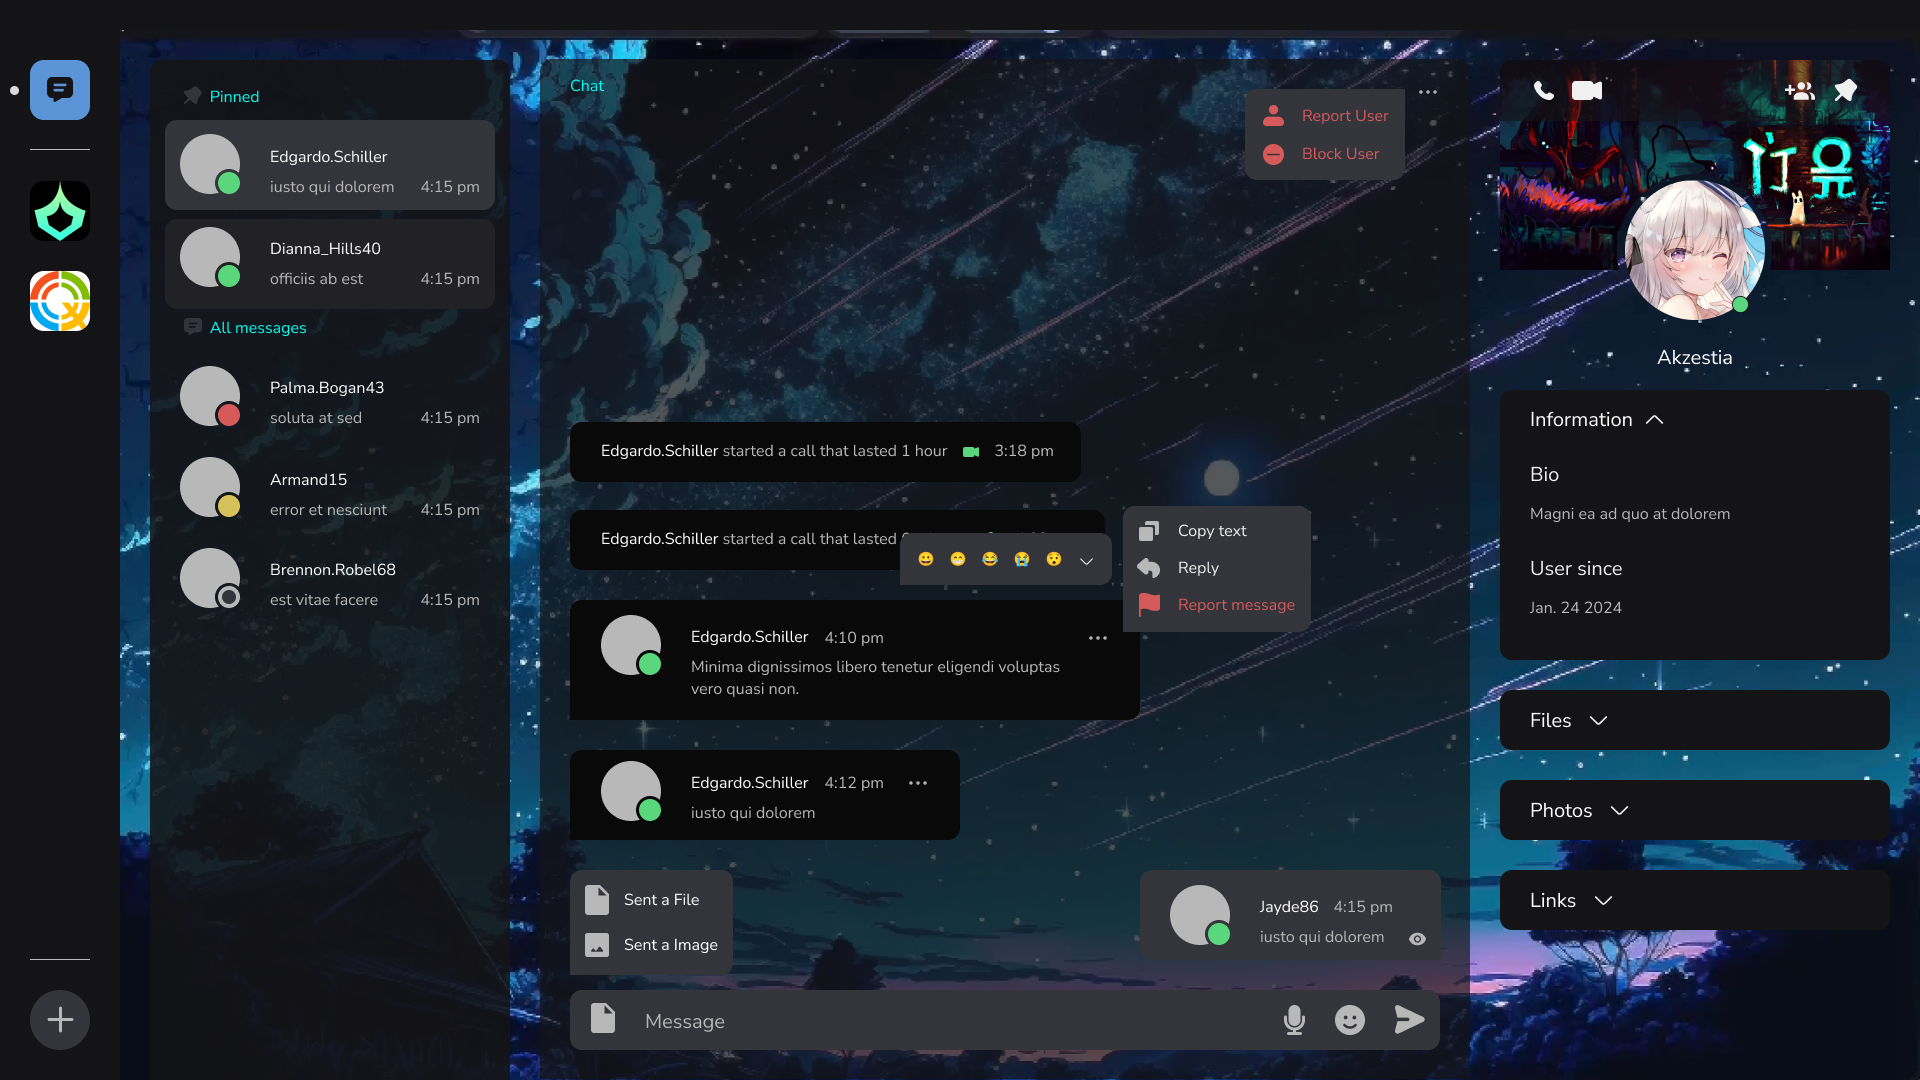 Pinned
Edgardo.Schiller
iusto qui dolorem 4:15 pm
Dianna_Hills40
officiis ab est 4:15 pm
All messages
Palma.Bogan43
soluta at sed 4:15 pm
Armand15
error et nesciunt 4:15 pm
Brennon.Robel68
est vitae facere 4:15 pm
Chat
Report User
Block User
Edgardo.Schiller started a call that lasted 1 hour 3:18 pm
Edgardo.Schiller started a call that lasted
Copy text
Reply
Report message
Edgardo.Schiller 4:10 pm
Minima dignissimos libero tenetur eligendi voluptas
vero quasi non.
Edgardo.Schiller 4:12 pm
iusto qui dolorem
Sent a File
Sent a Image
Jayde86 4:15 pm
iusto qui dolorem
Message
Akzestia
Information
Bio
Magni ea ad quo at dolorem
User since
Jan. 24 2024
Files
Photos
Links